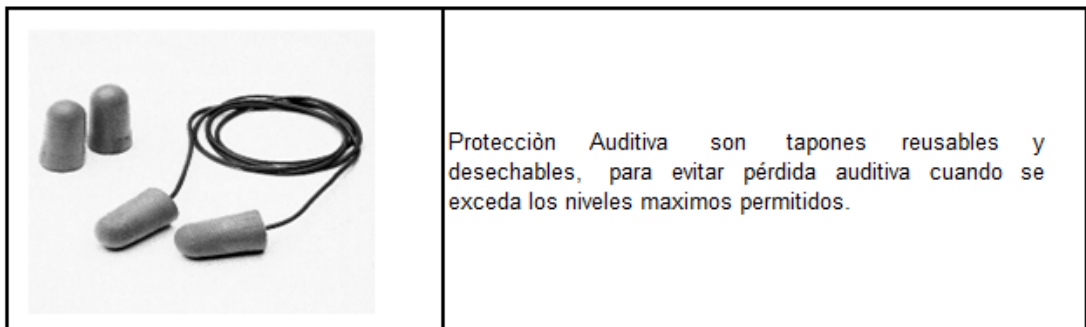 Protecciòn Auditiva son tapones reusables y
desechables, para evitar pérdida auditiva cuando se
exceda los niveles maximos permitidos.